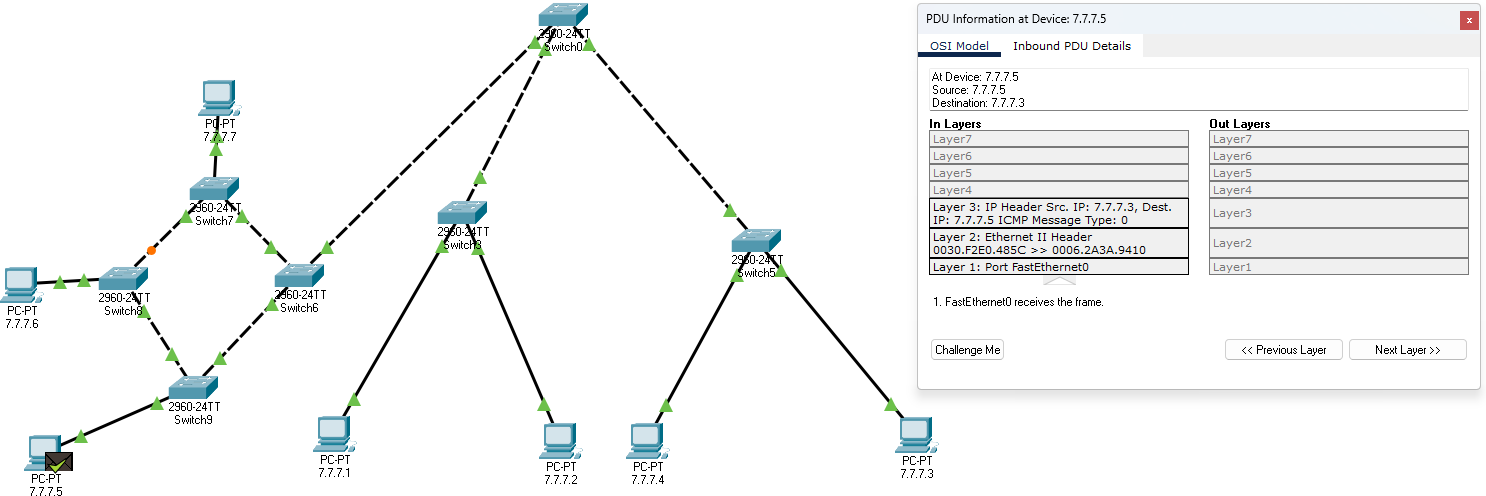 2960-24TT
Switch0
PC-PT
7.7.7.7
2960-24TT
Switch7
2960-24TT
Switch3
2960-24TT
Switch5
PC-PT
7.7.7.6
2960-24TT
Switch8
2960-24TT
Switch6
2960-24TT
Switch9
PC-PT
7.7.7.5
PC-PT
7.7.7.1
PC-PT
7.7.7.2
PC-PT
7.7.7.4
PC-PT
7.7.7.3
PDU Information at Device: 7.7.7.5
x
OSI Model
Inbound PDU Details
At Device: 7.7.7.5
Source: 7.7.7.5
Destination: 7.7.7.3
In Layers
Layer7
Layer6
Layer5
Layer4
Layer 3: IP Header Src. IP: 7.7.7.3, Dest.
IP: 7.7.7.5 ICMP Message Type: 0
Layer 2: Ethernet II Header
0030.F2E0.485C >> 0006.2A3A.9410
Layer 1: Port FastEthernet0
Out Layers
Layer7
Layer6
Layer5
Layer4
Layer3
Layer2
Layer1
1. FastEthernet0 receives the frame.
Challenge Me
<< Previous Layer
Next Layer >>